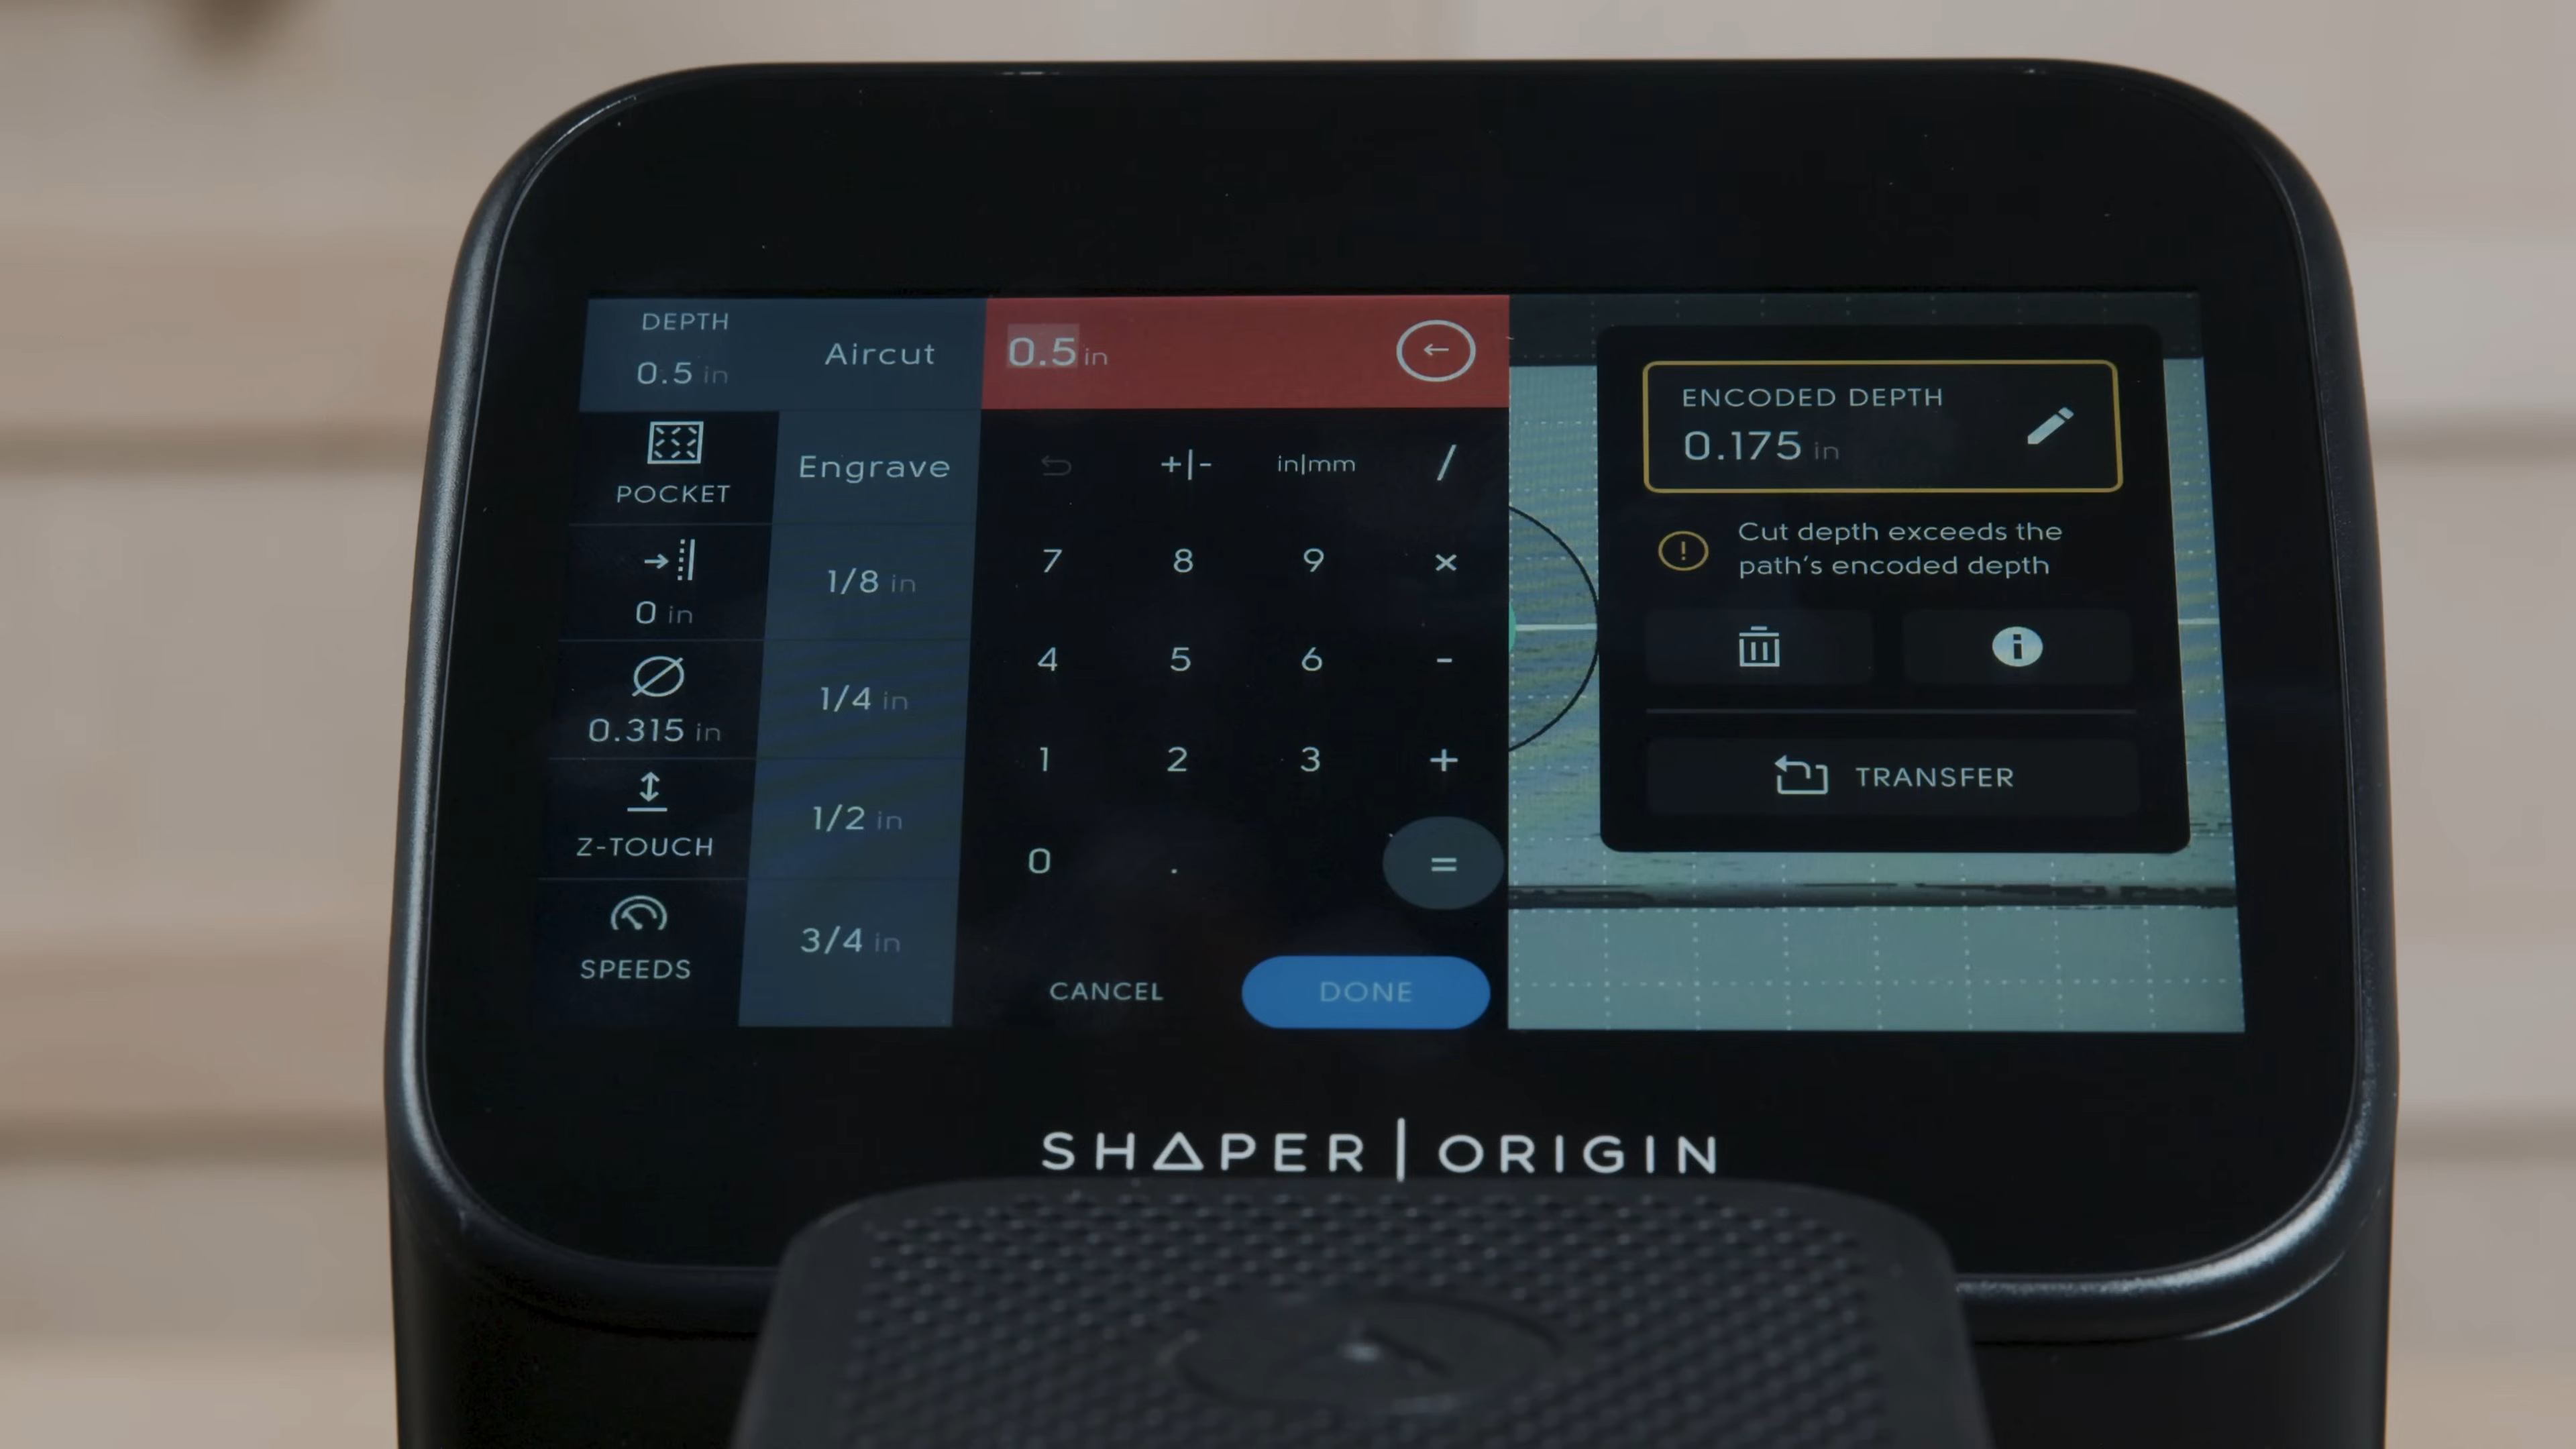 DEPTH
0.5 in
Aircut
0.5 in
POCKET
Engrave
0 in
1/8 in
0.315 in
1/4 in
Z-TOUCH
1/2 in
SPEEDS
3/4 in
+|- in|mm /
7 8 9 ×
4 5 6 -
1 2 3 +
0 . =
CANCEL DONE
ENCODED DEPTH
0.175 in
Cut depth exceeds the
path's encoded depth
TRANSFER
SHAPER | ORIGIN